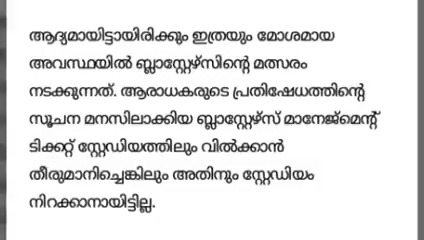 ആദ്യമായിട്ടായിരിക്കും ഇത്രയും മോശമായ
അവസ്ഥയിൽ ബ്ലാസ്റ്റേഴ്സിന്റെ മത്സരം
നടക്കുന്നത്. ആരാധകരുടെ പ്രതിഷേധത്തിന്റെ
സൂചന മനസിലാക്കിയ ബ്ലാസ്റ്റേഴ്സ് മാനേജ്മെന്റ്
ടിക്കറ്റ് സ്റ്റേഡിയത്തിലും വിൽക്കാൻ
തീരുമാനിച്ചെങ്കിലും അതിനും സ്റ്റേഡിയം
നിറക്കാനായിട്ടില്ല.